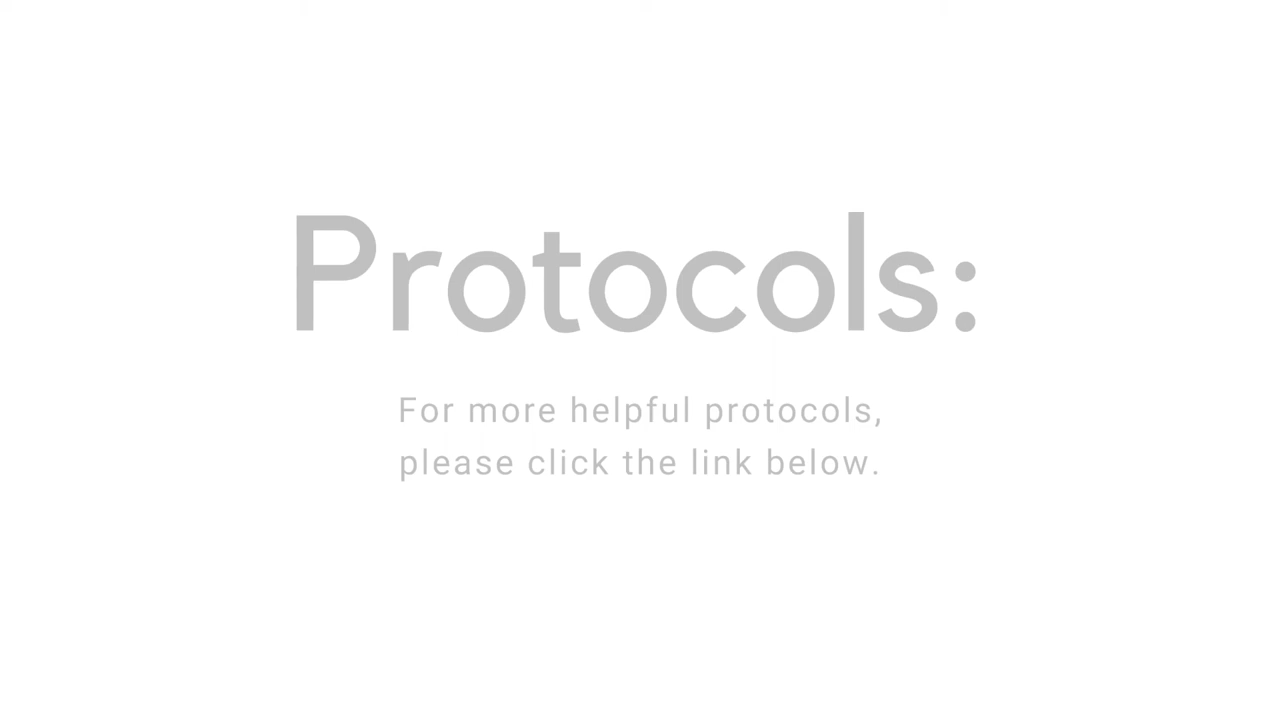 Protocols:
For more helpful protocols,
please click the link below.